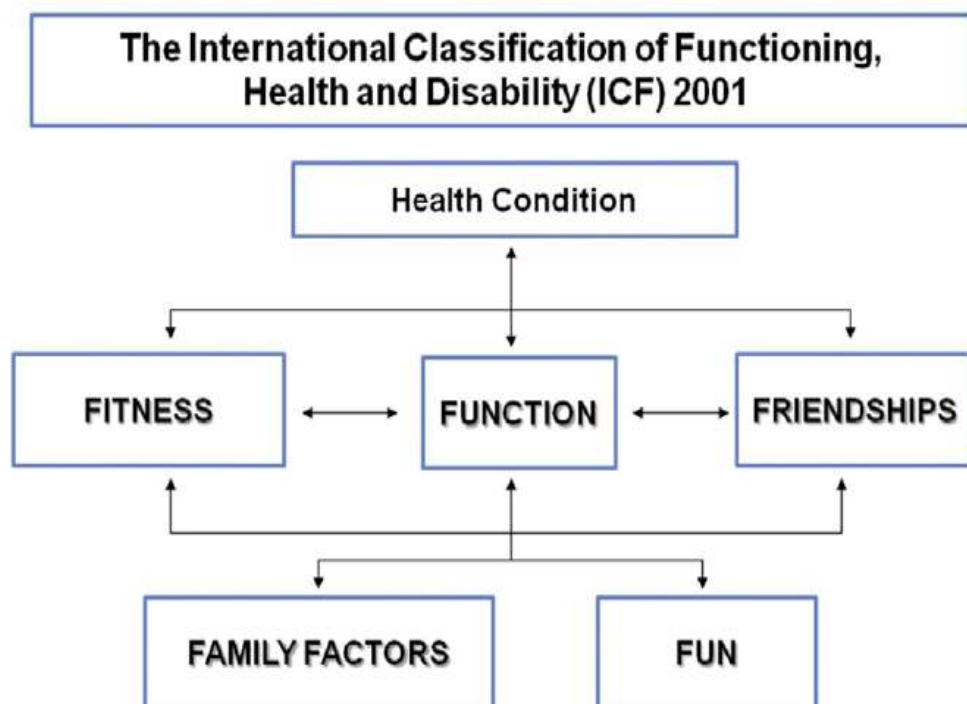 The International Classification of Functioning,
Health and Disability (ICF) 2001
Health Condition
FITNESS
FUNCTION
FRIENDSHIPS
FAMILY FACTORS
FUN